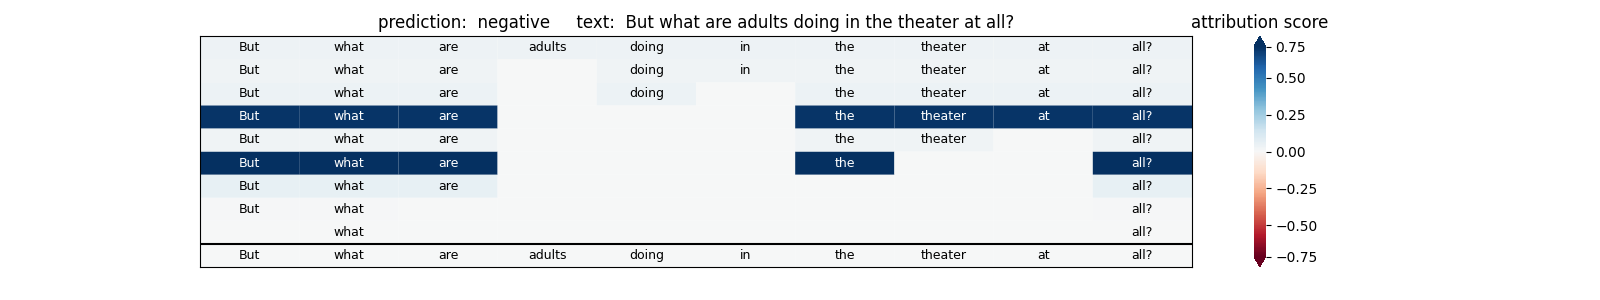 prediction:  negative     text:  But what are adults doing in the theater at all?
attribution score
But what are adults doing in the theater at all?
But what are doing in the theater at all?
But what are doing the theater at all?
But what are the theater at all?
But what are the theater all?
But what are the all?
But what are all?
But what all?
what all?
But what are adults doing in the theater at all?
0.75
0.50
0.25
0.00
−0.25
−0.50
−0.75